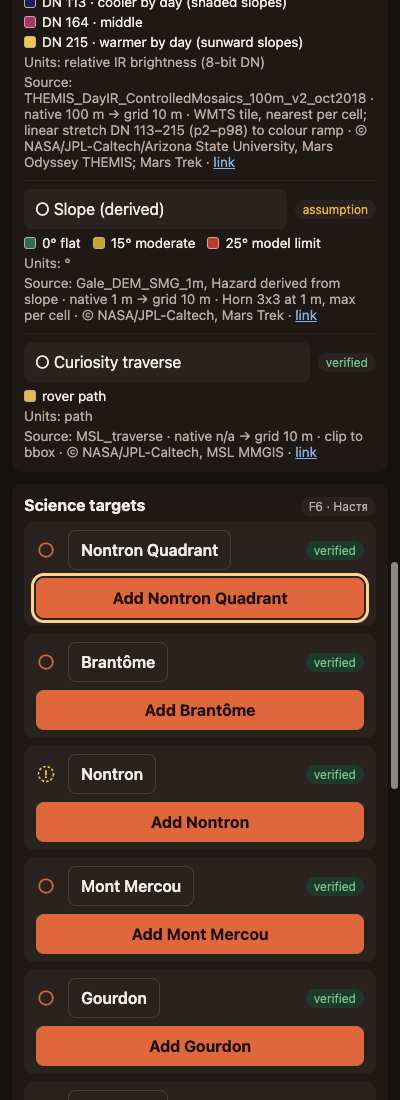 DN 113 · cooler by day (shaded slopes)
DN 164 · middle
DN 215 · warmer by day (sunward slopes)
Units: relative IR brightness (8-bit DN)
Source:
THEMIS_DayIR_ControlledMosaics_100m_v2_oct2018 ·
native 100 m → grid 10 m · WMTS tile, nearest per cell;
linear stretch DN 113–215 (p2–p98) to colour ramp · ©
NASA/JPL-Caltech/Arizona State University, Mars
Odyssey THEMIS; Mars Trek · link
Slope (derived)
assumption
0° flat 15° moderate 25° model limit
Units: °
Source: Gale_DEM_SMG_1m, Hazard derived from
slope · native 1 m → grid 10 m · Horn 3x3 at 1 m, max
per cell · © NASA/JPL-Caltech, Mars Trek · link
Curiosity traverse
verified
rover path
Units: path
Source: MSL_traverse · native n/a → grid 10 m · clip to
bbox · © NASA/JPL-Caltech, MSL MMGIS · link
Science targets
F6 · Настя
Nontron Quadrant
verified
Add Nontron Quadrant
Brantôme
verified
Add Brantôme
Nontron
verified
Add Nontron
Mont Mercou
verified
Add Mont Mercou
Gourdon
verified
Add Gourdon